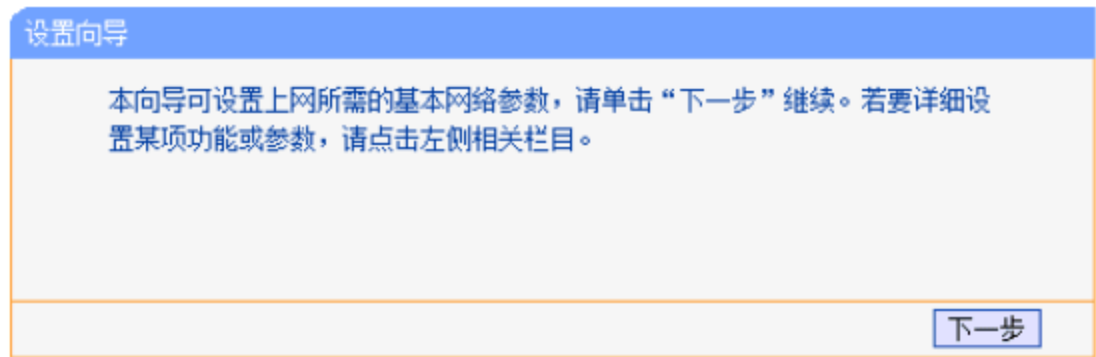 设置向导
本向导可设置上网所需的基本网络参数，请单击“下一步”继续。若要详细设
置某项功能或参数，请点击左侧相关栏目。
下一步